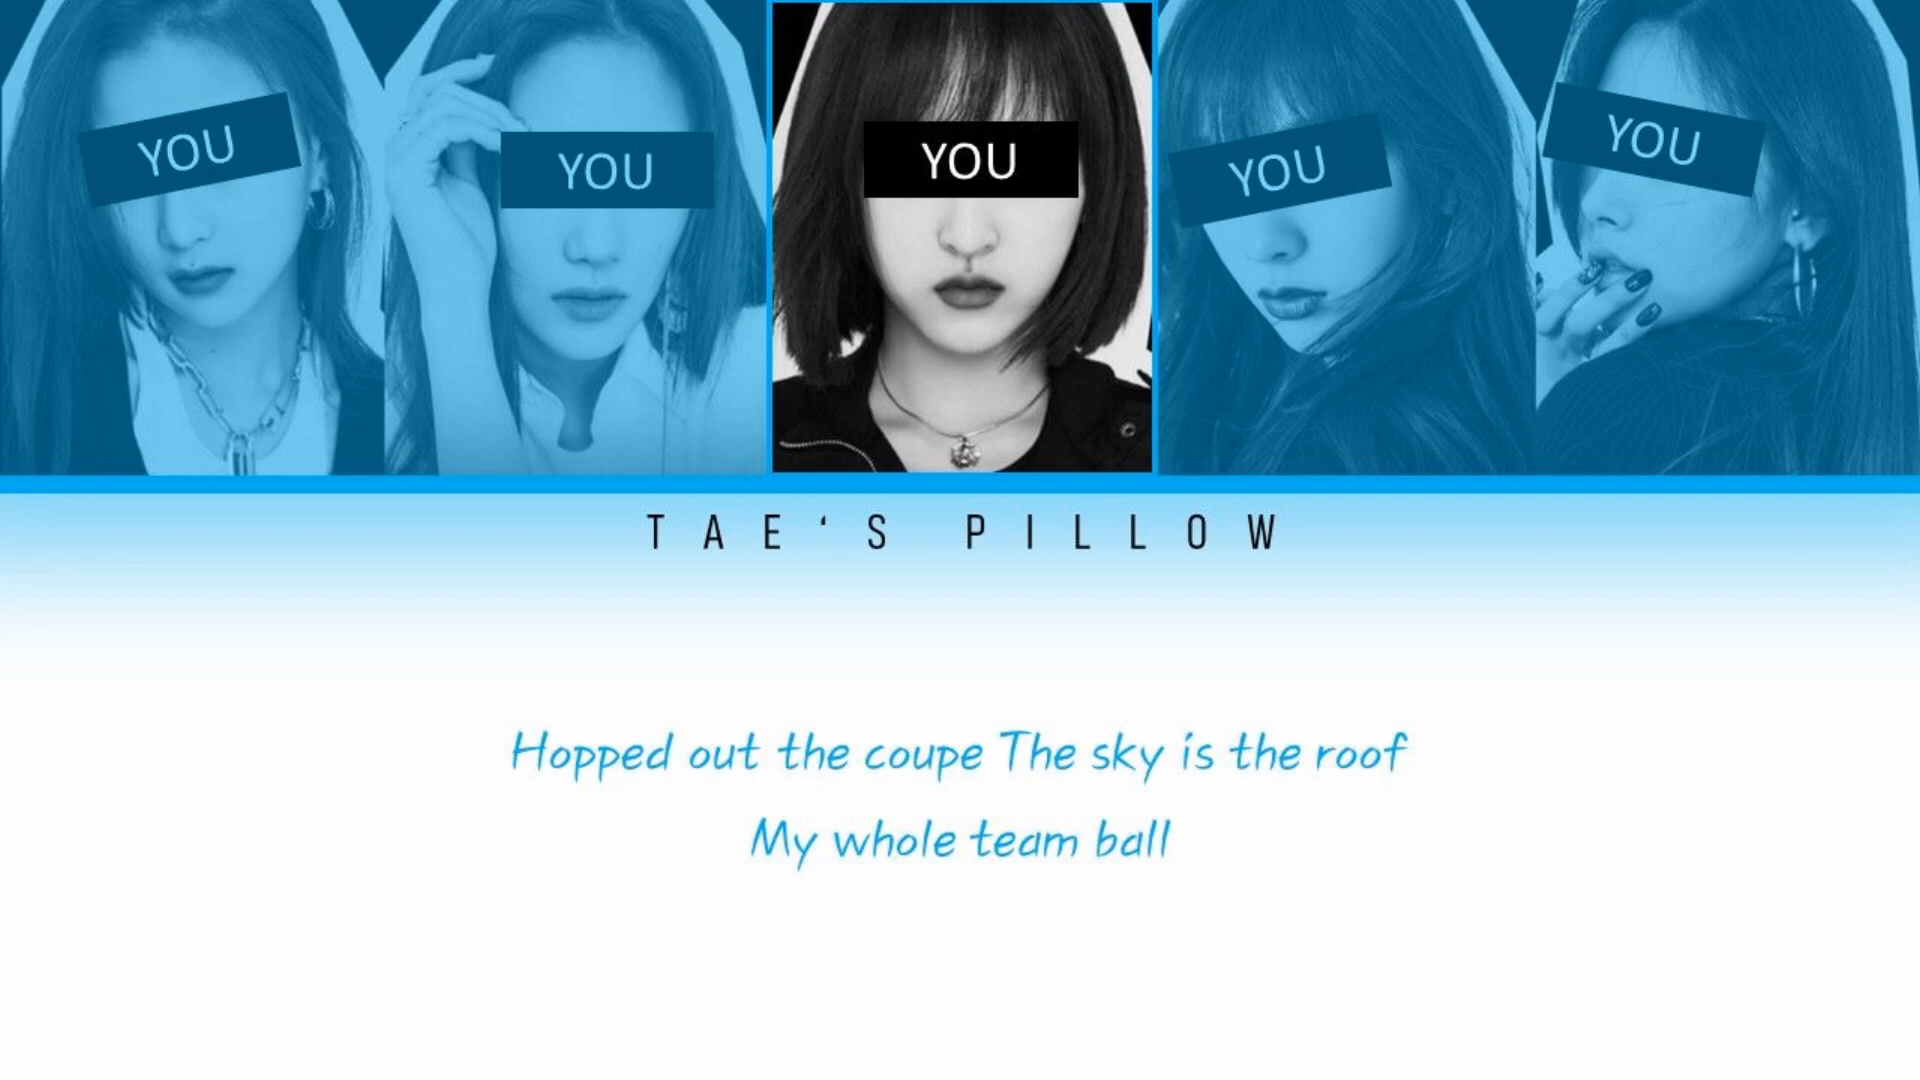 YOU
YOU
YOU
YOU
YOU
TAE‘S PILLOW
Hopped out the coupe The sky is the roof
My whole team ball